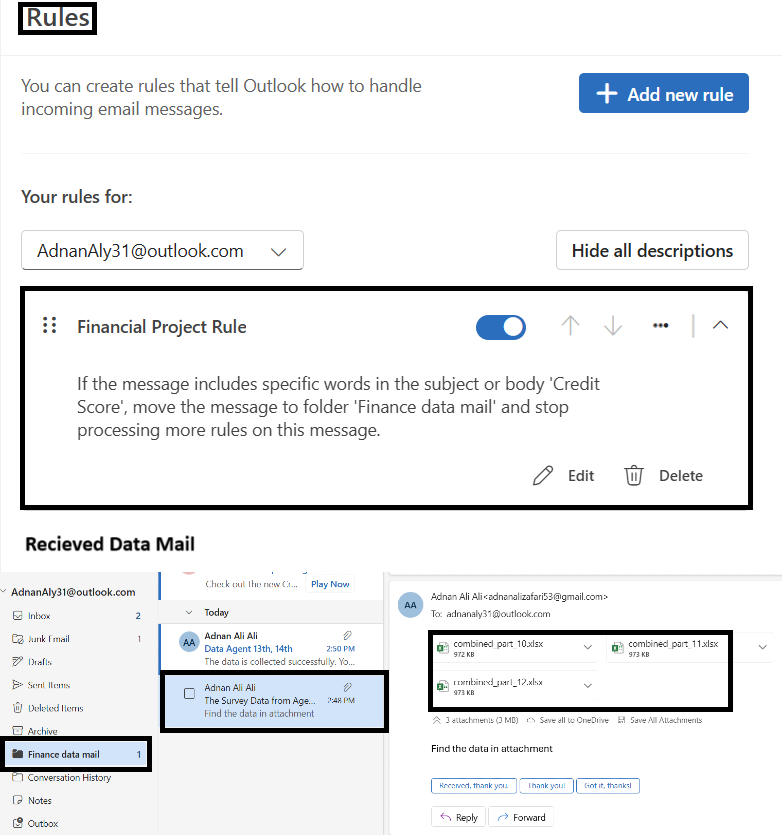 Rules
You can create rules that tell Outlook how to handle
incoming email messages.
Add new rule
Your rules for:
AdnanAly31@outlook.com
Hide all descriptions
Financial Project Rule
If the message includes specific words in the subject or body 'Credit
Score', move the message to folder 'Finance data mail' and stop
processing more rules on this message.
Edit
Delete
Recieved Data Mail
AdnanAly31@outlook.com
Inbox 2
Junk Email 1
Drafts
Sent Items
Deleted Items
Archive
Finance data mail 1
Conversation History
Notes
Outbox
Check out the new Cr... Play Now
Today
AA
Adnan Ali Ali
Data Agent 13th, 14th 2:50 PM
The data is collected successfully. Yo...
Adnan Ali Ali
The Survey Data from Age... 2:48 PM
Find the data in attachment
AA
Adnan Ali Ali<adnanalizafari53@gmail.com>
To: adnanaly31@outlook.com
combined_part_10.xlsx
972 KB
combined_part_11.xlsx
973 KB
combined_part_12.xlsx
973 KB
3 attachments (3 MB) Save all to OneDrive Save All Attachments
Find the data in attachment
Received, thank you. Thank you! Got it, thanks!
Reply Forward